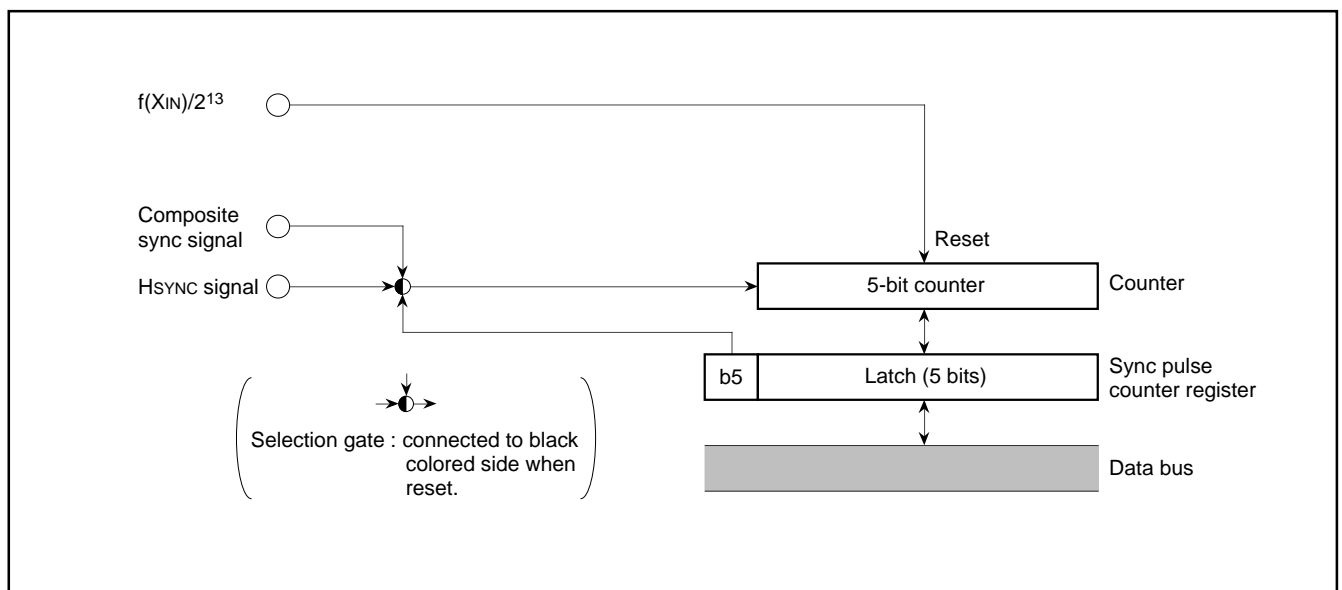 f(XIN)/2¹³
Composite
sync signal
HSYNC signal
Reset
5-bit counter
Counter
b5
Latch (5 bits)
Sync pulse
counter register
Selection gate : connected to black
colored side when
reset.
Data bus